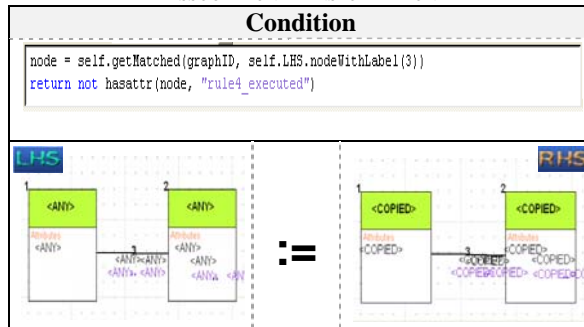 Condition
node = self.getMatched(graphID, self.LHS.nodeWithLabel(3))
return not hasattr(node, "rule4_executed")
LHS
RHS
1
2
<ANY>
<ANY>
Attributes
<ANY>
Attributes
<ANY>
3
<ANY>
<ANY>
<ANY>
<ANY>
<ANY>
:=
1
2
<COPIED>
<COPIED>
Attributes
<COPIED>
Attributes
<COPIED>
3
<COPIED>